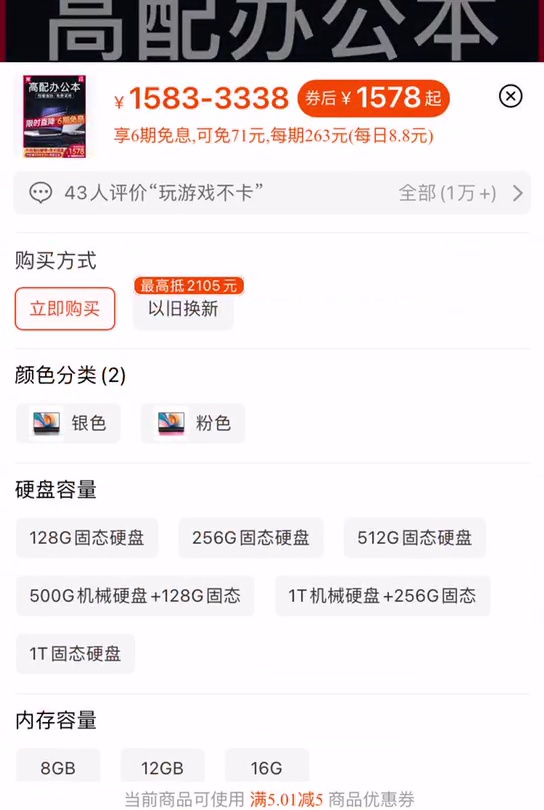 高配办公本
高配办公本
限时直降 6期免息
1578
¥ 1583-3338 券后 ¥ 1578 起
享6期免息,可免71元,每期263元(每日8.8元)
43人评价“玩游戏不卡” 全部 (1万+)
购买方式
最高抵 2105 元
立即购买 以旧换新
颜色分类 (2)
银色 粉色
硬盘容量
128G固态硬盘 256G固态硬盘 512G固态硬盘
500G机械硬盘+128G固态 1T机械硬盘+256G固态
1T固态硬盘
内存容量
8GB 12GB 16G
当前商品可使用 满5.01减5 商品优惠券